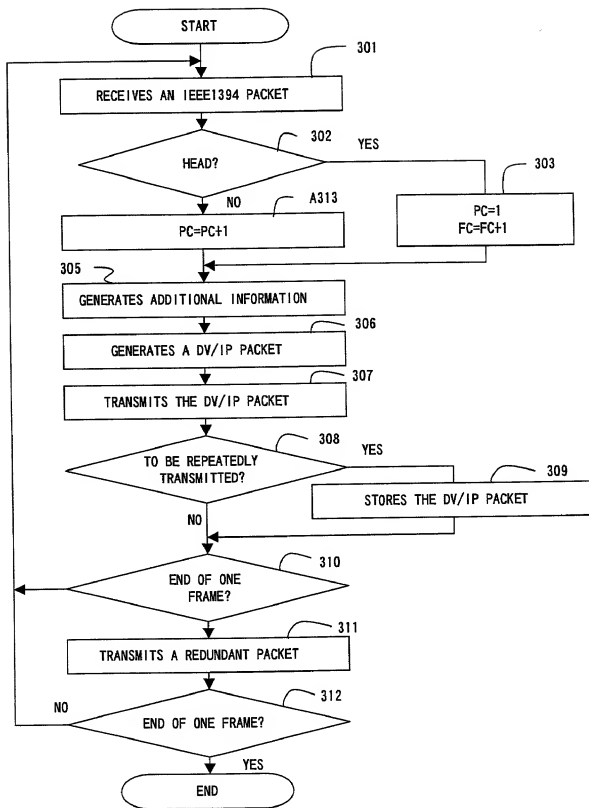 START
301
RECEIVES AN IEEE1394 PACKET
302
YES
HEAD?
303
NO
A313
PC=PC+1
PC=1
FC=FC+1
305
GENERATES ADDITIONAL INFORMATION
306
GENERATES A DV/IP PACKET
307
TRANSMITS THE DV/IP PACKET
308
YES
TO BE REPEATEDLY
TRANSMITTED?
309
STORES THE DV/IP PACKET
NO
310
END OF ONE
FRAME?
311
TRANSMITS A REDUNDANT PACKET
312
NO
END OF ONE FRAME?
YES
END